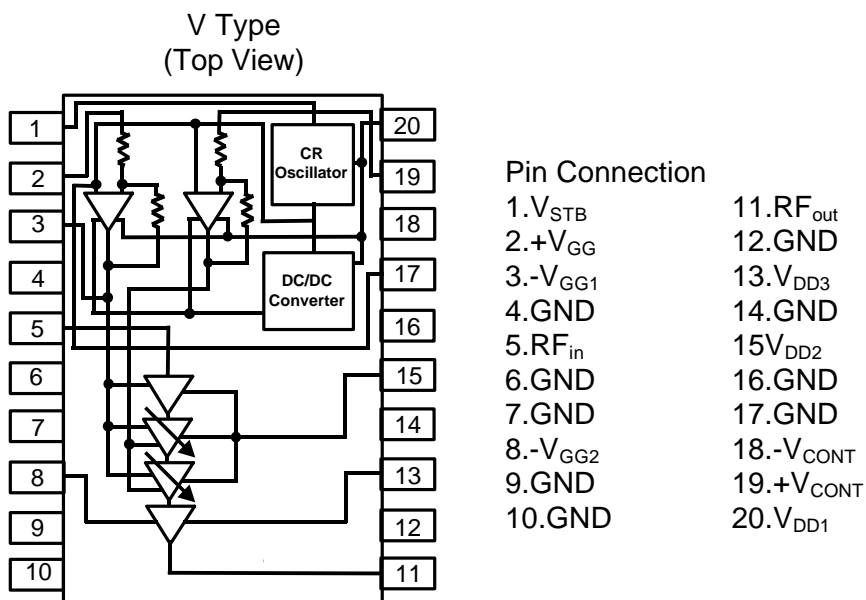 V Type
(Top View)
1
2
3
4
5
6
7
8
9
10
20
19
18
17
16
15
14
13
12
11
CR
Oscillator
DC/DC
Converter
Pin Connection
1.VSTB
2.+VGG
3.-VGG1
4.GND
5.RFin
6.GND
7.GND
8.-VGG2
9.GND
10.GND
11.RFout
12.GND
13.VDD3
14.GND
15VDD2
16.GND
17.GND
18.-VCONT
19.+VCONT
20.VDD1